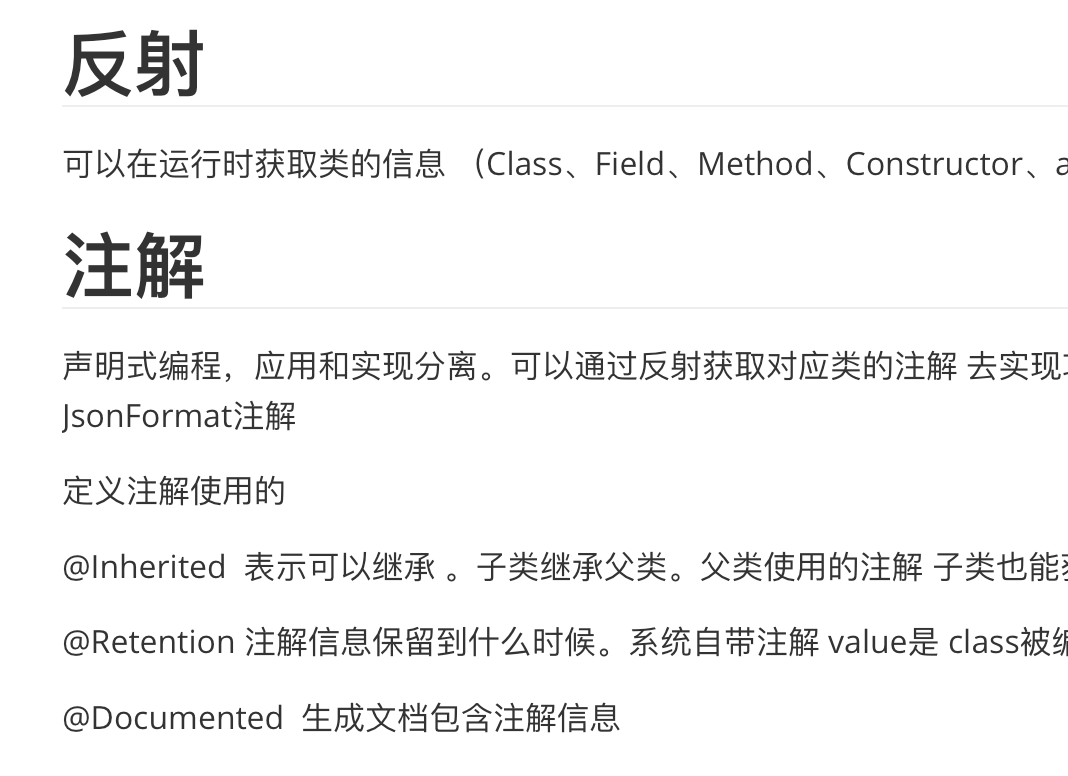 反射
可以在运行时获取类的信息 （Class、Field、Method、Constructor、a
注解
声明式编程，应用和实现分离。可以通过反射获取对应类的注解 去实现
JsonFormat注解
定义注解使用的
@Inherited 表示可以继承 。子类继承父类。父类使用的注解 子类也能
@Retention 注解信息保留到什么时候。系统自带注解 value是 class被
@Documented 生成文档包含注解信息